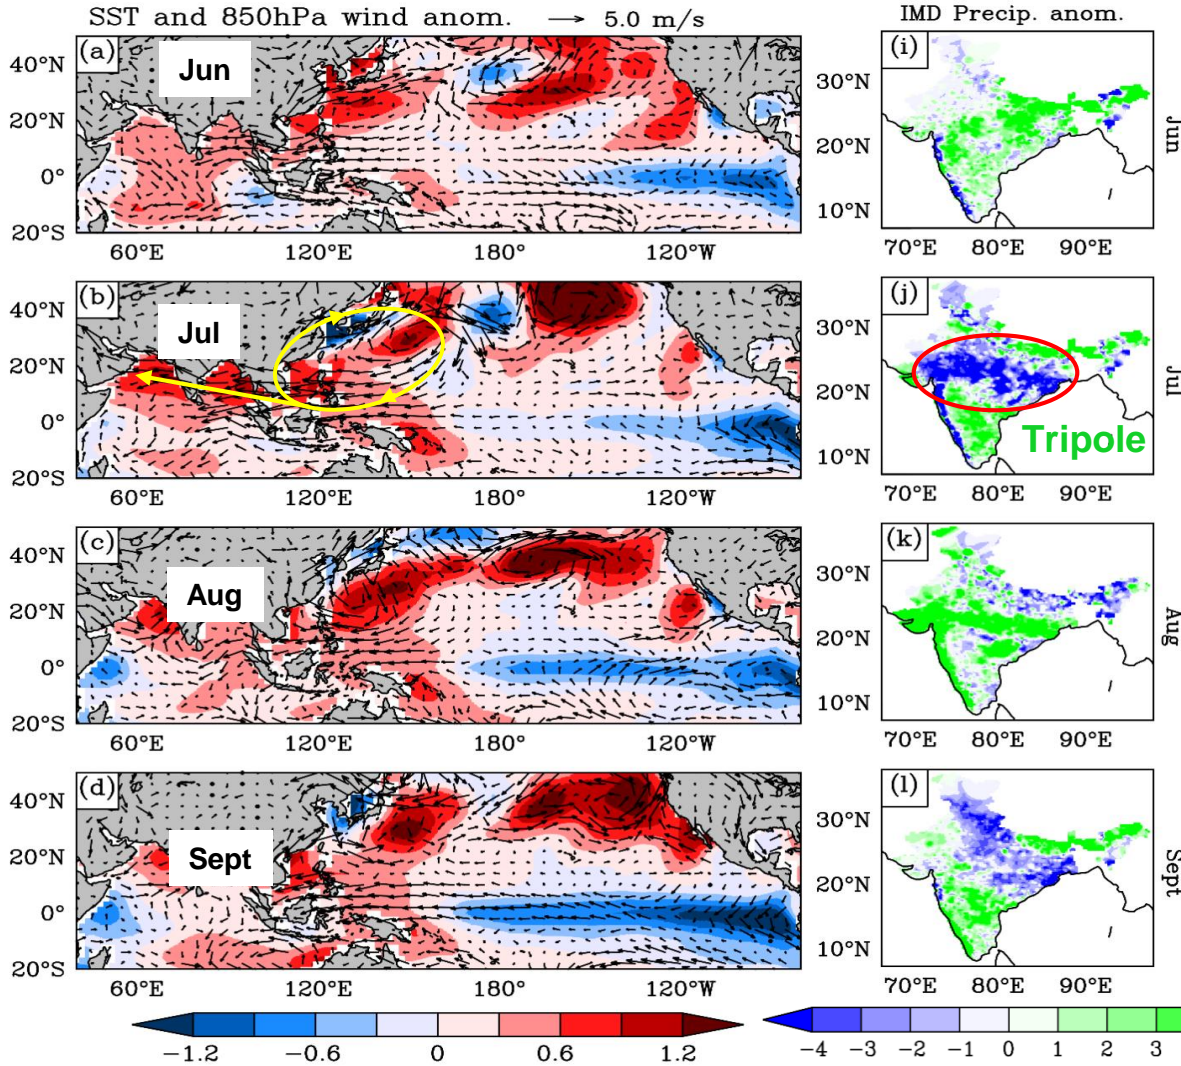 SST and 850hPa wind anom. 5.0 m/s
IMD Precip. anom.
(a)
Jun
40°N
20°N
0°
20°S
60°E 120°E 180° 120°W
(i)
30°N
20°N
10°N
70°E 80°E 90°E
Jun
(b)
Jul
40°N
20°N
0°
20°S
60°E 120°E 180° 120°W
(j)
30°N
20°N
10°N
Tripole
70°E 80°E 90°E
Jul
(c)
Aug
40°N
20°N
0°
20°S
60°E 120°E 180° 120°W
(k)
30°N
20°N
10°N
70°E 80°E 90°E
Aug
(d)
Sept
40°N
20°N
0°
20°S
60°E 120°E 180° 120°W
(l)
30°N
20°N
10°N
70°E 80°E 90°E
Sept
−1.2 −0.6 0 0.6 1.2
−4 −3 −2 −1 0 1 2 3